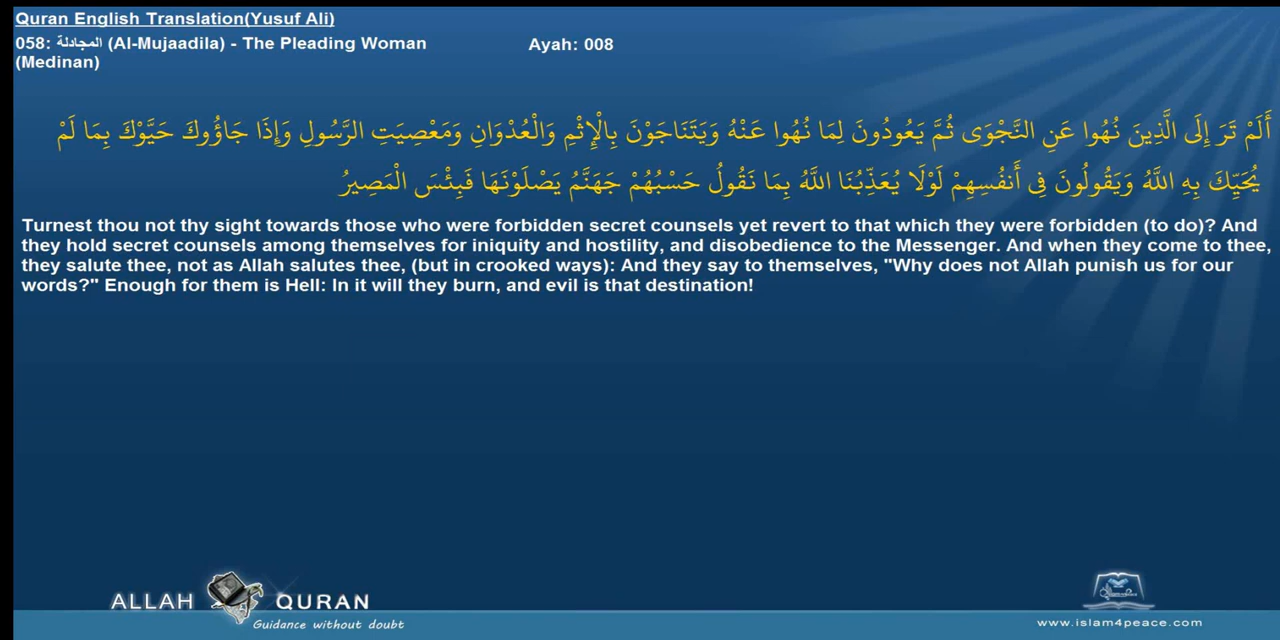 Quran English Translation(Yusuf Ali)
058: المجادلة (Al-Mujaadila) - The Pleading Woman Ayah: 008
(Medinan)
أَلَمْ تَرَ إِلَى الَّذِينَ نُهُوا عَنِ النَّجْوَى ثُمَّ يَعُودُونَ لِمَا نُهُوا عَنْهُ وَيَتَنَاجَوْنَ بِالْإِثْمِ وَالْعُدْوَانِ وَمَعْصِيَتِ الرَّسُولِ وَإِذَا جَاؤُوكَ حَيَّوْكَ بِمَا لَمْ
يُحَيِّكَ بِهِ اللَّهُ وَيَقُولُونَ فِي أَنفُسِهِمْ لَوْلَا يُعَذِّبُنَا اللَّهُ بِمَا نَقُولُ حَسْبُهُمْ جَهَنَّمُ يَصْلَوْنَهَا فَبِئْسَ الْمَصِيرُ
Turnest thou not thy sight towards those who were forbidden secret counsels yet revert to that which they were forbidden (to do)? And
they hold secret counsels among themselves for iniquity and hostility, and disobedience to the Messenger. And when they come to thee,
they salute thee, not as Allah salutes thee, (but in crooked ways): And they say to themselves, "Why does not Allah punish us for our
words?" Enough for them is Hell: In it will they burn, and evil is that destination!
ALLAH QURAN
Guidance without doubt
www.islam4peace.com